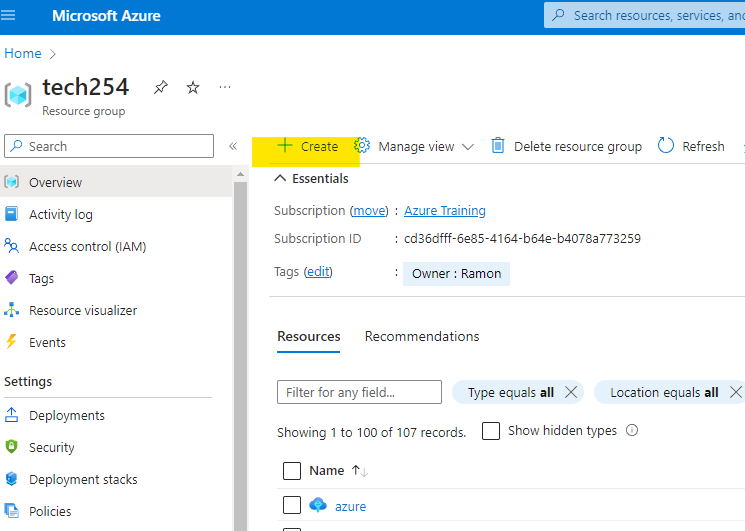 Microsoft Azure
Search resources, services, and
Home >
tech254
Resource group
Search
«
+ Create
Manage view
Delete resource group
Refresh
Overview
Activity log
Access control (IAM)
Tags
Resource visualizer
Events
Settings
Deployments
Security
Deployment stacks
Policies
Essentials
Subscription (move) : Azure Training
Subscription ID : cd36dfff-6e85-4164-b64e-b4078a773259
Tags (edit) : Owner : Ramon
Resources Recommendations
Filter for any field...
Type equals all
Location equals all
Showing 1 to 100 of 107 records.
Show hidden types
Name ↑↓
azure